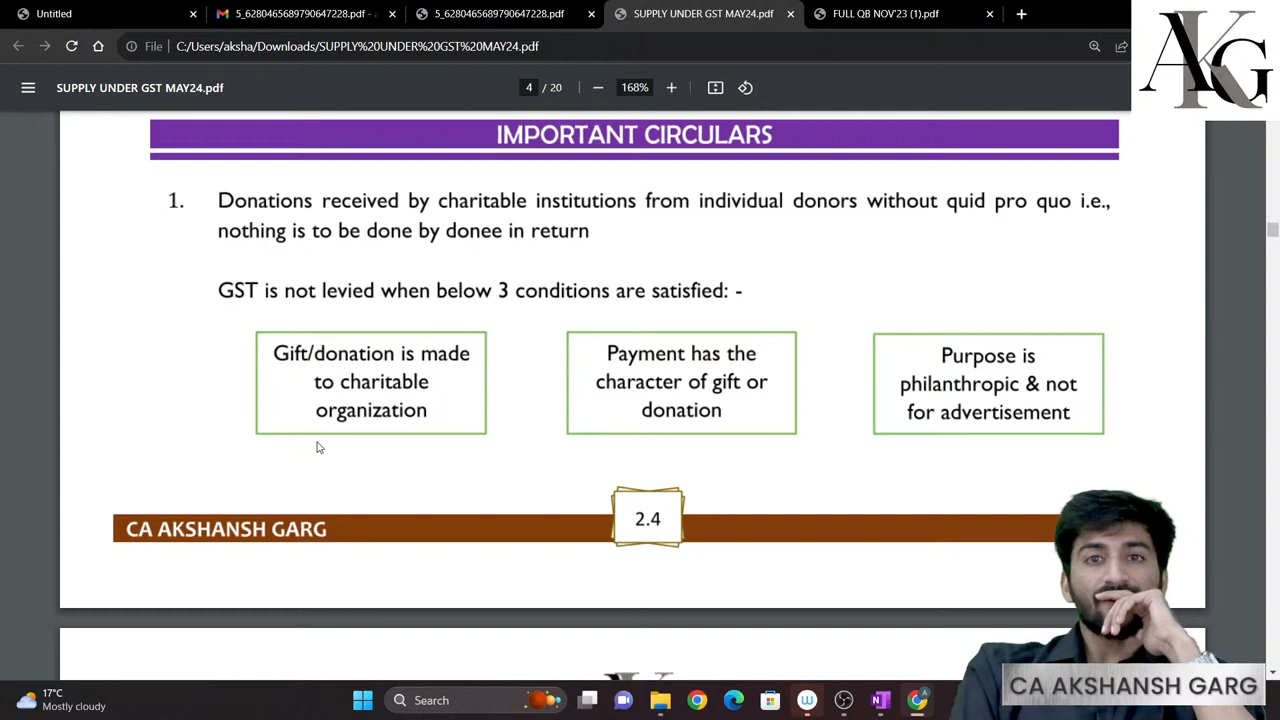 Untitled
5_6280465689790647228.pdf - a
5_6280465689790647228.pdf
SUPPLY UNDER GST MAY24.pdf
FULL QB NOV'23 (1).pdf
File
C:/Users/aksha/Downloads/SUPPLY%20UNDER%20GST%20MAY24.pdf
AKG
SUPPLY UNDER GST MAY24.pdf
4 / 20
168%
IMPORTANT CIRCULARS
1. Donations received by charitable institutions from individual donors without quid pro quo i.e.,
nothing is to be done by donee in return
GST is not levied when below 3 conditions are satisfied: -
Gift/donation is made
to charitable
organization
Payment has the
character of gift or
donation
Purpose is
philanthropic & not
for advertisement
CA AKSHANSH GARG
2.4
CA AKSHANSH GARG
17°C
Mostly cloudy
Search